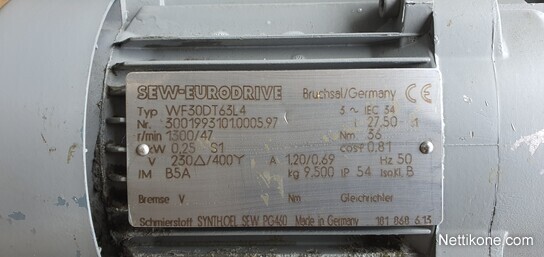 SEW-EURODRIVE Bruchsal/Germany CE
Typ WF30DT63L4 3 ~ IEC 34
Nr. 3001993101.0005.97 i 27,50 :1
r/min 1300/47 Nm 36
kW 0,25 S1 cosφ 0,81
V 230△/400Y A 1,20/0,69 Hz 50
IM B5A kg 9,500 IP 54 Iso.Kl. B
Bremse V Nm Gleichrichter
Schmierstoff SYNTH.OEL SEW PG460 Made in Germany 181 868 6.13
Nettikone.com